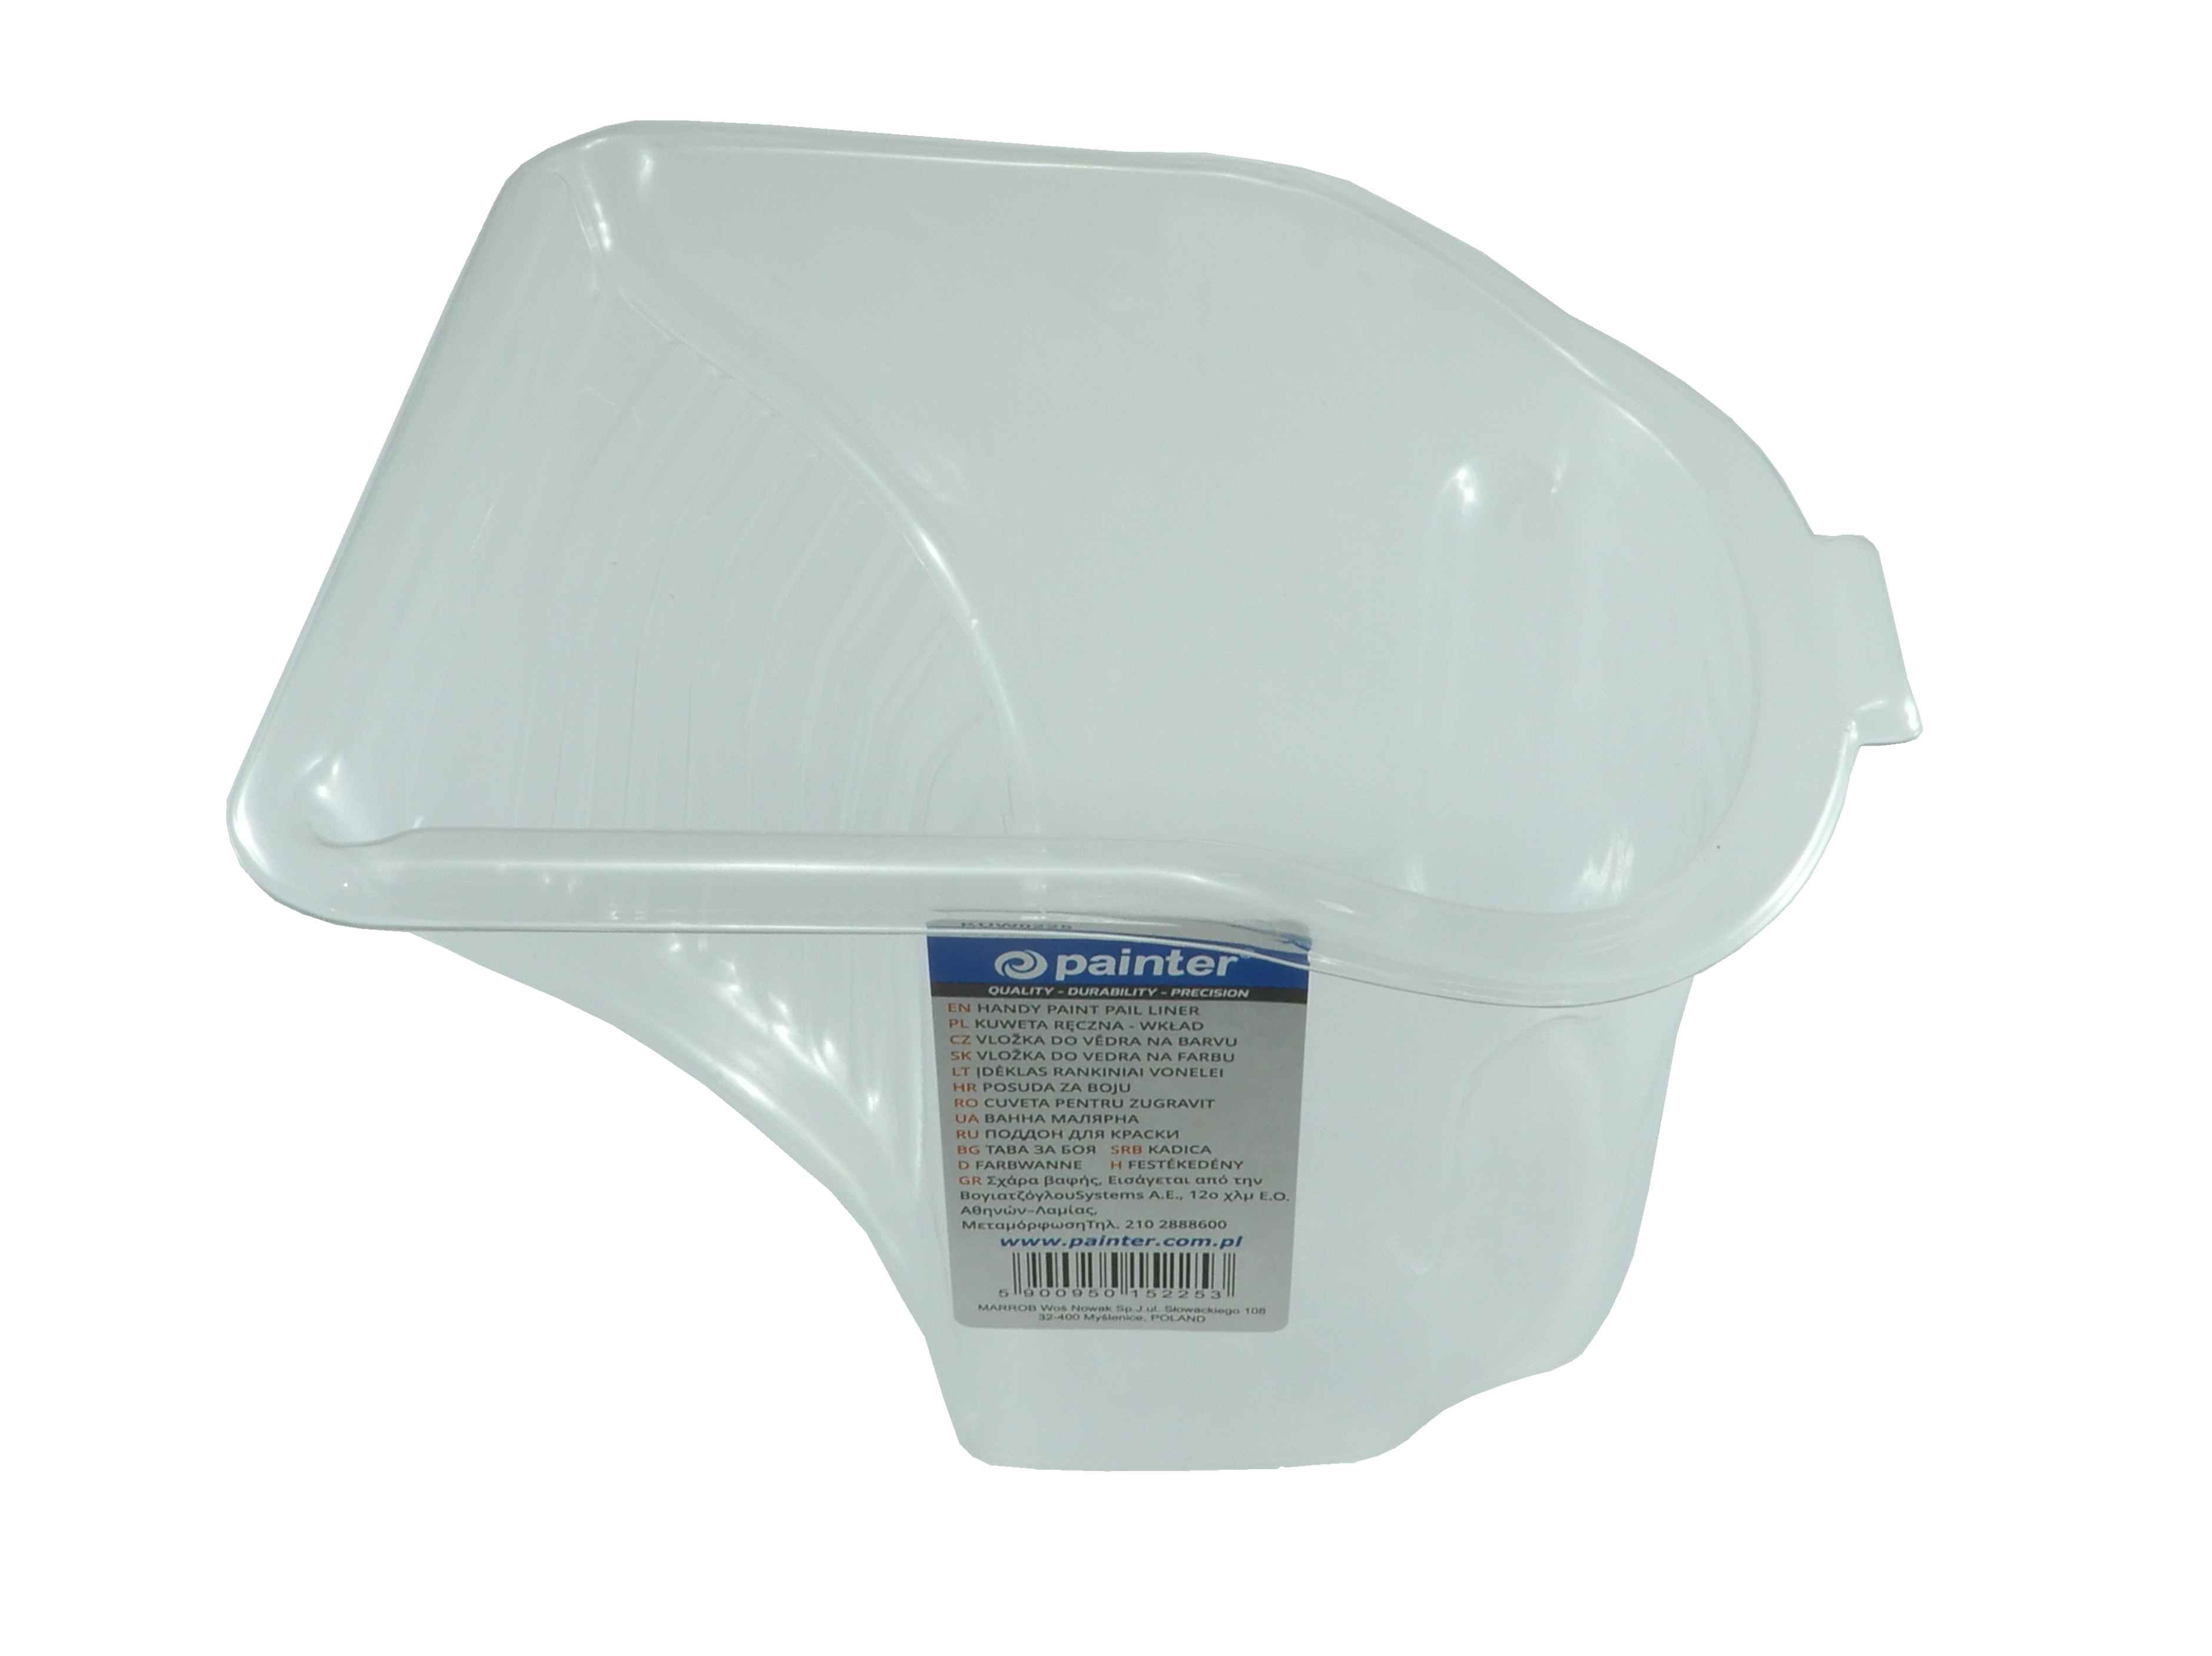 painter
QUALITY – DURABILITY – PRECISION
EN HANDY PAINT PAIL LINER
PL KUWETA RĘCZNA - WKŁAD
CZ VLOŽKA DO VĚDRA NA BARVU
SK VLOŽKA DO VEDRA NA FARBU
LT ĮDĖKLAS RANKINIAI VONELEI
HR POSUDA ZA BOJU
RO CUVETA PENTRU ZUGRAVIT
UA ВАННА МАЛЯРНА
RU ПОДДОН ДЛЯ КРАСКИ
BG ТАВА ЗА БОЯ SRB KADICA
D FARBWANNE H FESTÉKEDÉNY
GR Σχάρα βαφής, Εισάγεται από την
ΒογιατζόγλουSystems A.E., 12ο χλμ Ε.Ο.
Αθηνών–Λαμίας,
ΜεταμόρφωσηΤηλ. 210 2888600
www.painter.com.pl
5 900950 152253
MARROB Woś Nowak Sp.J.ul. Słowackiego 108
32-400 Myślenice, POLAND